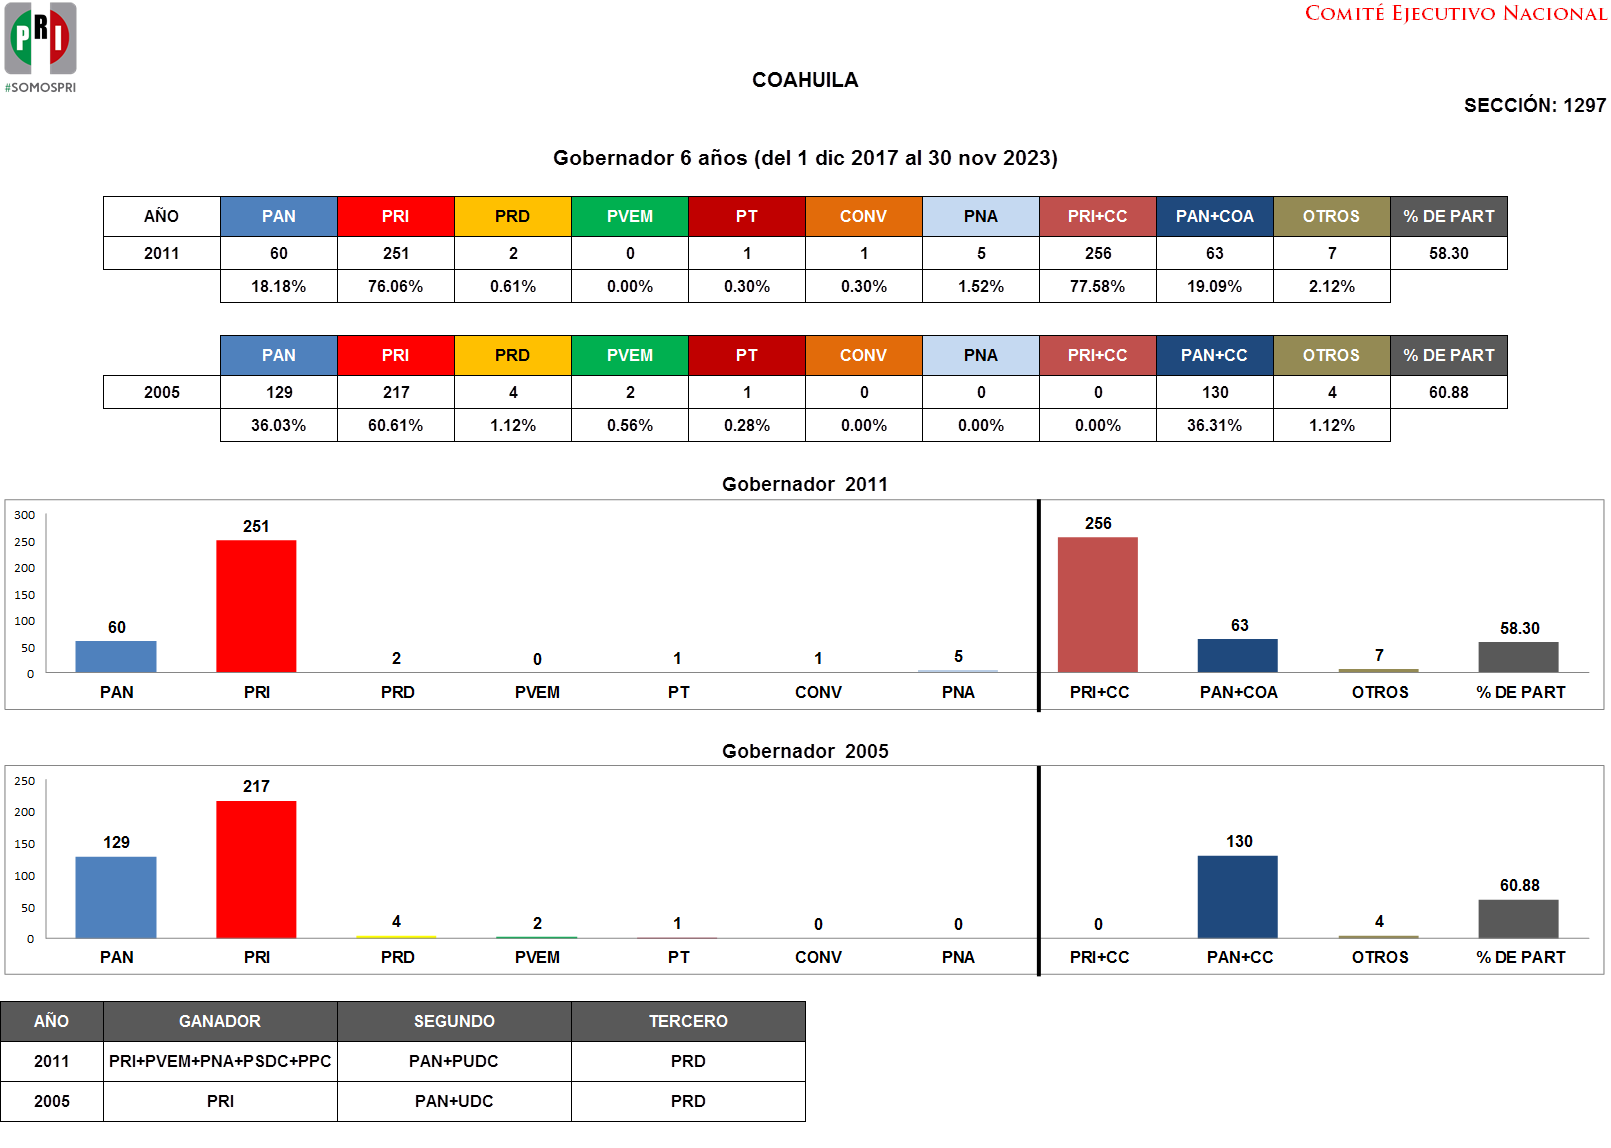 PRI
#SOMOSPRI
COMITÉ EJECUTIVO NACIONAL
COAHUILA
SECCIÓN: 1297
Gobernador 6 años (del 1 dic 2017 al 30 nov 2023)
AÑO PAN PRI PRD PVEM PT CONV PNA PRI+CC PAN+COA OTROS % DE PART
2011 60 251 2 0 1 1 5 256 63 7 58.30
18.18% 76.06% 0.61% 0.00% 0.30% 0.30% 1.52% 77.58% 19.09% 2.12%
PAN PRI PRD PVEM PT CONV PNA PRI+CC PAN+CC OTROS % DE PART
2005 129 217 4 2 1 0 0 0 130 4 60.88
36.03% 60.61% 1.12% 0.56% 0.28% 0.00% 0.00% 0.00% 36.31% 1.12%
Gobernador 2011
300
250
200
150
100
50
0
60 251 2 0 1 1 5 256 63 7 58.30
PAN PRI PRD PVEM PT CONV PNA PRI+CC PAN+COA OTROS % DE PART
Gobernador 2005
250
200
150
100
50
0
129 217 4 2 1 0 0 0 130 4 60.88
PAN PRI PRD PVEM PT CONV PNA PRI+CC PAN+CC OTROS % DE PART
AÑO GANADOR SEGUNDO TERCERO
2011 PRI+PVEM+PNA+PSDC+PPC PAN+PUDC PRD
2005 PRI PAN+UDC PRD